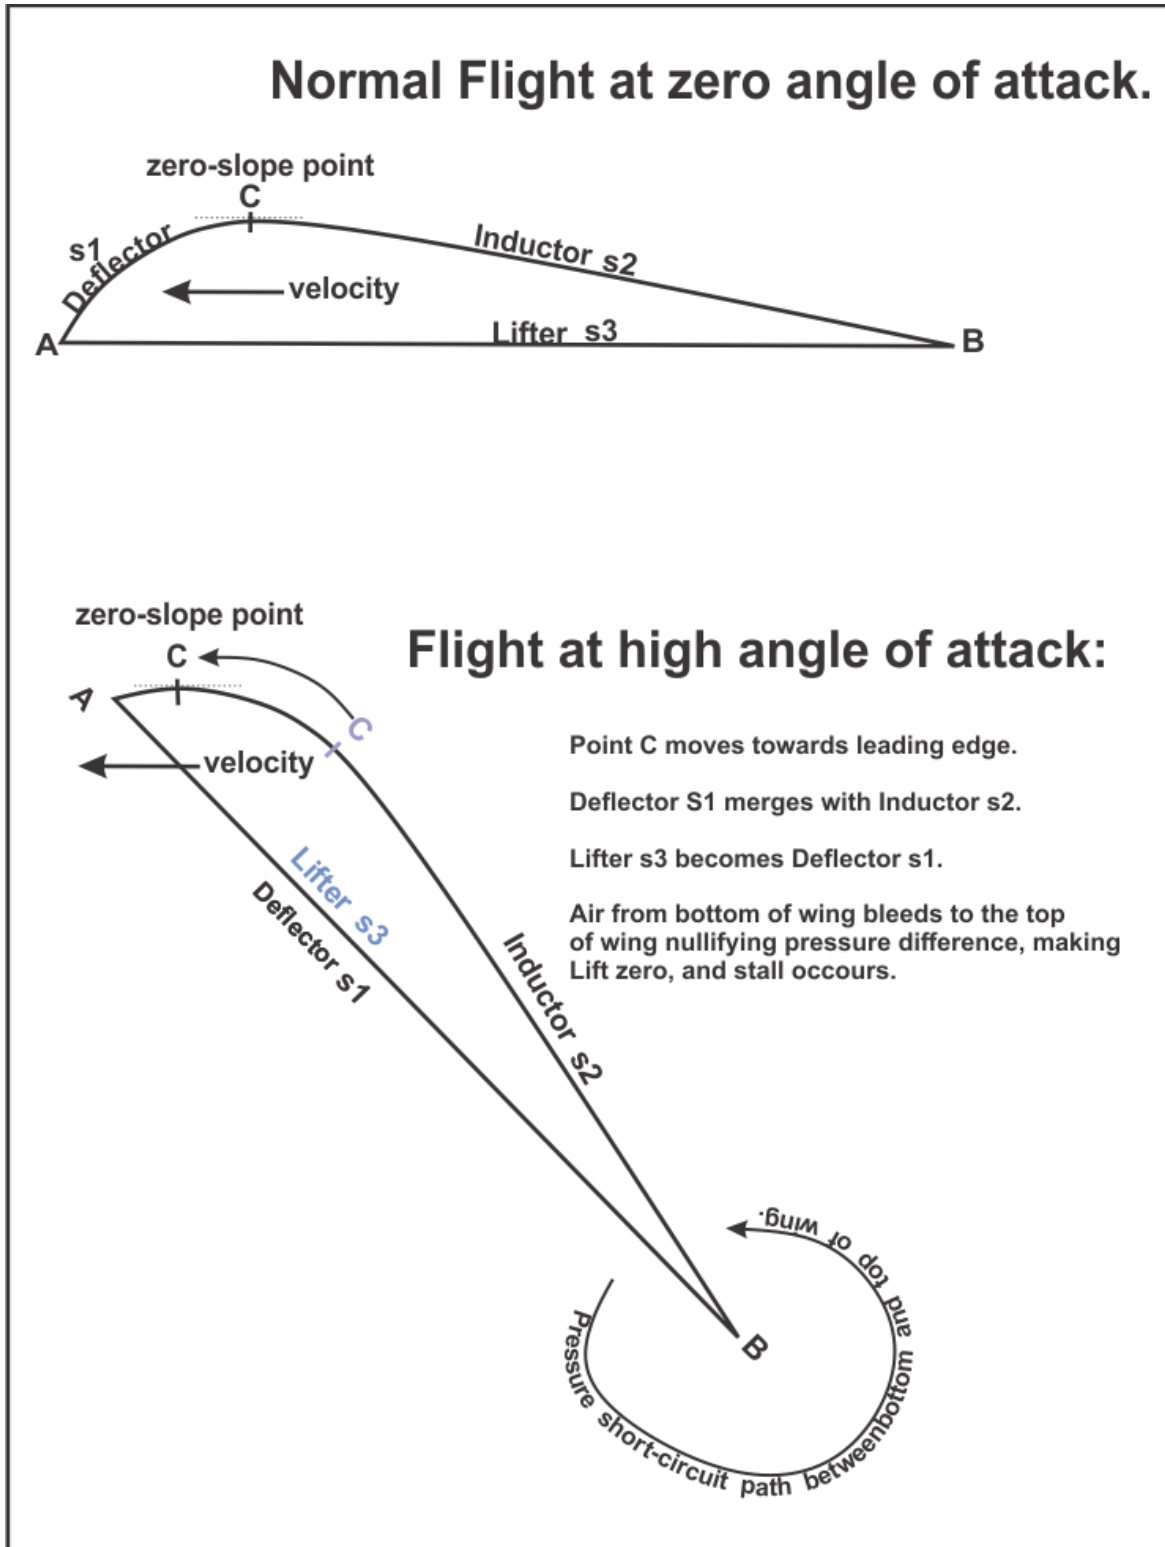 Normal Flight at zero angle of attack.
zero-slope point
C
s1
Deflector
Inductor s2
velocity
Lifter s3
A
B
zero-slope point
C
A
C
Flight at high angle of attack:
velocity
Point C moves towards leading edge.
Deflector S1 merges with Inductor s2.
Lifter s3 becomes Deflector s1.
Air from bottom of wing bleeds to the top
of wing nullifying pressure difference, making
Lift zero, and stall occours.
Lifter s3
Deflector s1
Inductor s2
B
Pressure short-circuit path betweenbottom and top of wing.